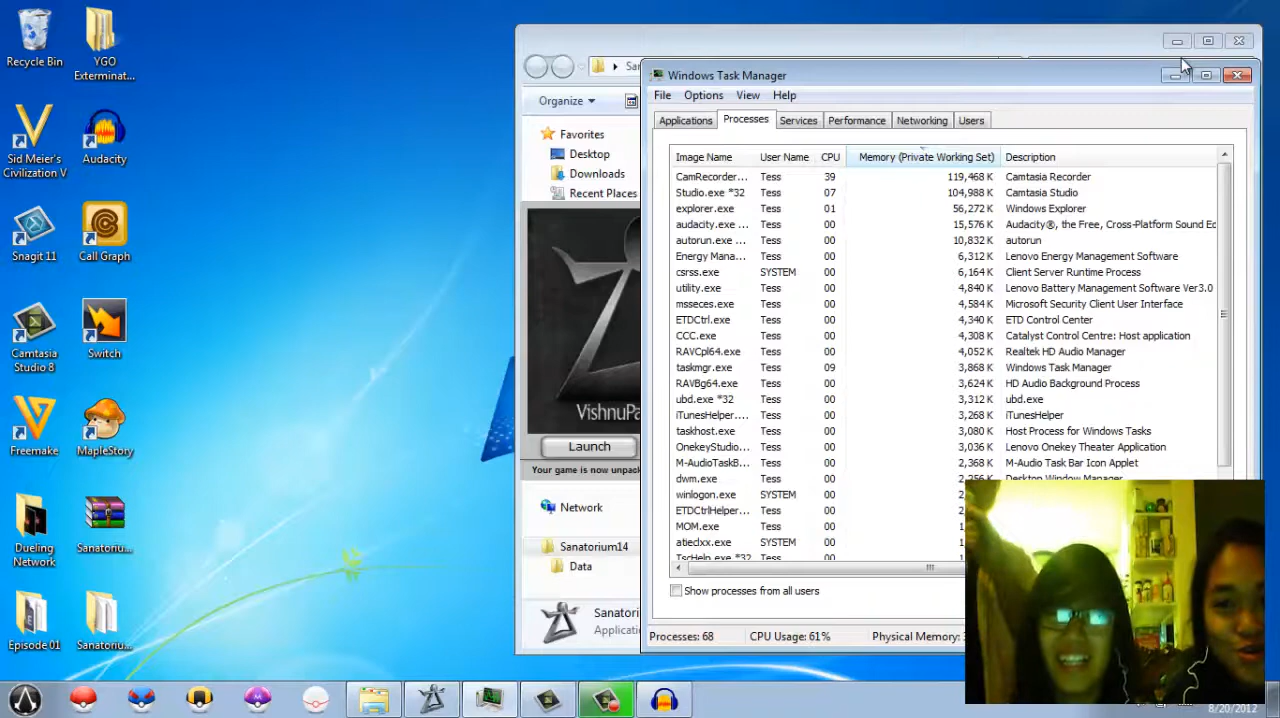 Recycle Bin
YGO
Exterminat...
Sid Meier's
Civilization V
Audacity
Snagit 11
Call Graph
Camtasia
Studio 8
Switch
Freemake
MapleStory
Dueling
Network
Sanatoriu...
Episode 01
Sanatoriu...
Organize
Favorites
Desktop
Downloads
Recent Places
Launch
Your game is now unpack
Network
Sanatorium14
Data
Windows Task Manager
File Options View Help
Applications Processes Services Performance Networking Users
Image Name User Name CPU Memory (Private Working Set) Description
CamRecorder... Tess 39 119,468 K Camtasia Recorder
Studio.exe *32 Tess 07 104,988 K Camtasia Studio
explorer.exe Tess 01 56,272 K Windows Explorer
audacity.exe ... Tess 00 15,576 K Audacity®, the Free, Cross-Platform Sound Ec
autorun.exe ... Tess 00 10,832 K autorun
Energy Mana... Tess 00 6,312 K Lenovo Energy Management Software
csrss.exe SYSTEM 00 6,164 K Client Server Runtime Process
utility.exe Tess 00 4,840 K Lenovo Battery Management Software Ver3.0
msseces.exe Tess 00 4,584 K Microsoft Security Client User Interface
ETDCtrl.exe Tess 00 4,340 K ETD Control Center
CCC.exe Tess 00 4,308 K Catalyst Control Centre: Host application
RAVCpl64.exe Tess 00 4,052 K Realtek HD Audio Manager
taskmgr.exe Tess 09 3,868 K Windows Task Manager
RAVBg64.exe Tess 00 3,624 K HD Audio Background Process
ubd.exe *32 Tess 00 3,312 K ubd.exe
iTunesHelper.... Tess 00 3,268 K iTunesHelper
taskhost.exe Tess 00 3,080 K Host Process for Windows Tasks
OnekeyStudio... Tess 00 3,012 K Lenovo Onekey Theater Application
M-AudioTaskB... Tess 00 2,368 K M-Audio Task Bar Icon Applet
dwm.exe Tess 00 2,256 K Desktop Window Manager
winlogon.exe SYSTEM 00
ETDCtrlHelper... Tess 00
MOM.exe Tess 00
atieclxx.exe SYSTEM 00
TscHelp.exe *32 Tess 00
Show processes from all users
Processes: 68 CPU Usage: 61% Physical Memory:
8/20/2012